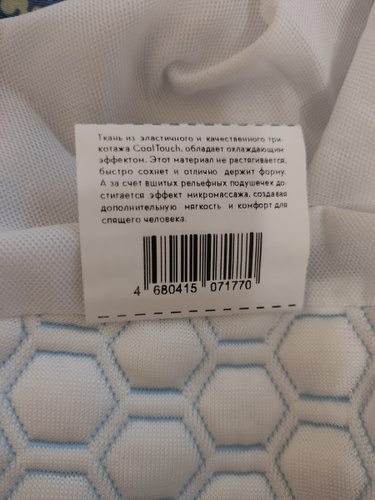 Ткань из эластичного и качественного три-
котажа CoolTouch, обладает охлаждающим
эффектом. Этот материал не растягивается,
быстро сохнет и отлично держит форму.
А за счет вшитых рельефных подушечек до-
стигается эффект микромассажа, создавая
дополнительную мягкость и комфорт для
спящего человека.
4 680415 071770